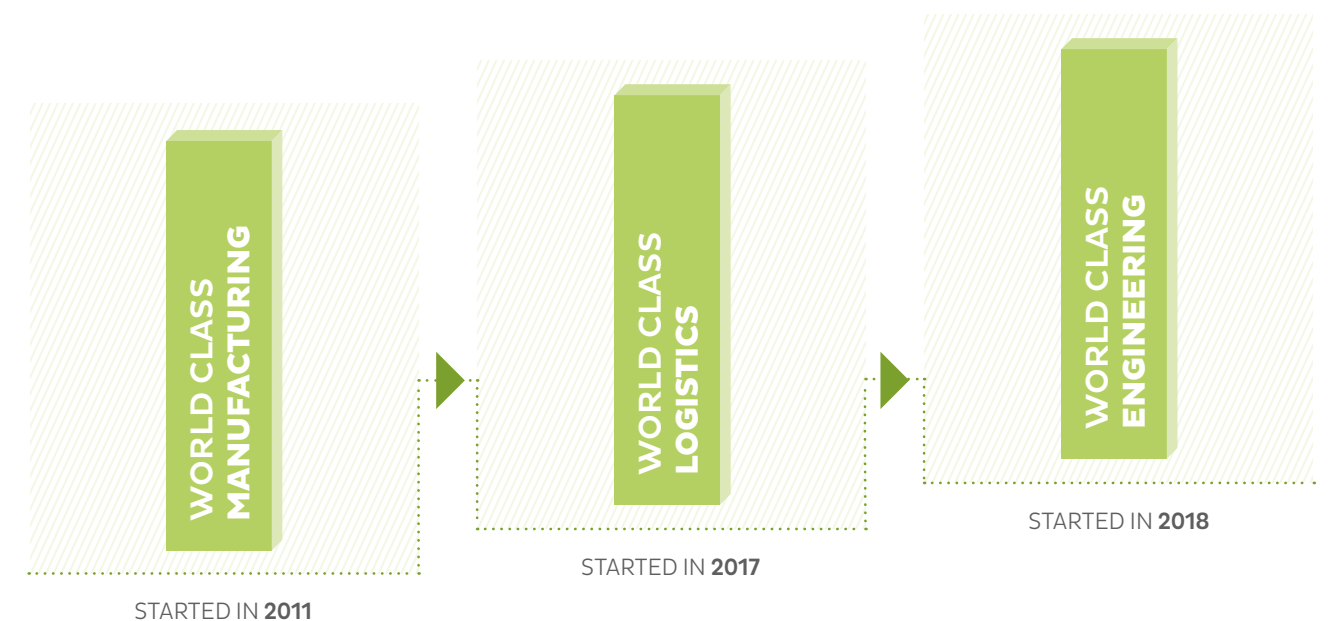 WORLD CLASS
MANUFACTURING
STARTED IN 2011
WORLD CLASS
LOGISTICS
STARTED IN 2017
WORLD CLASS
ENGINEERING
STARTED IN 2018